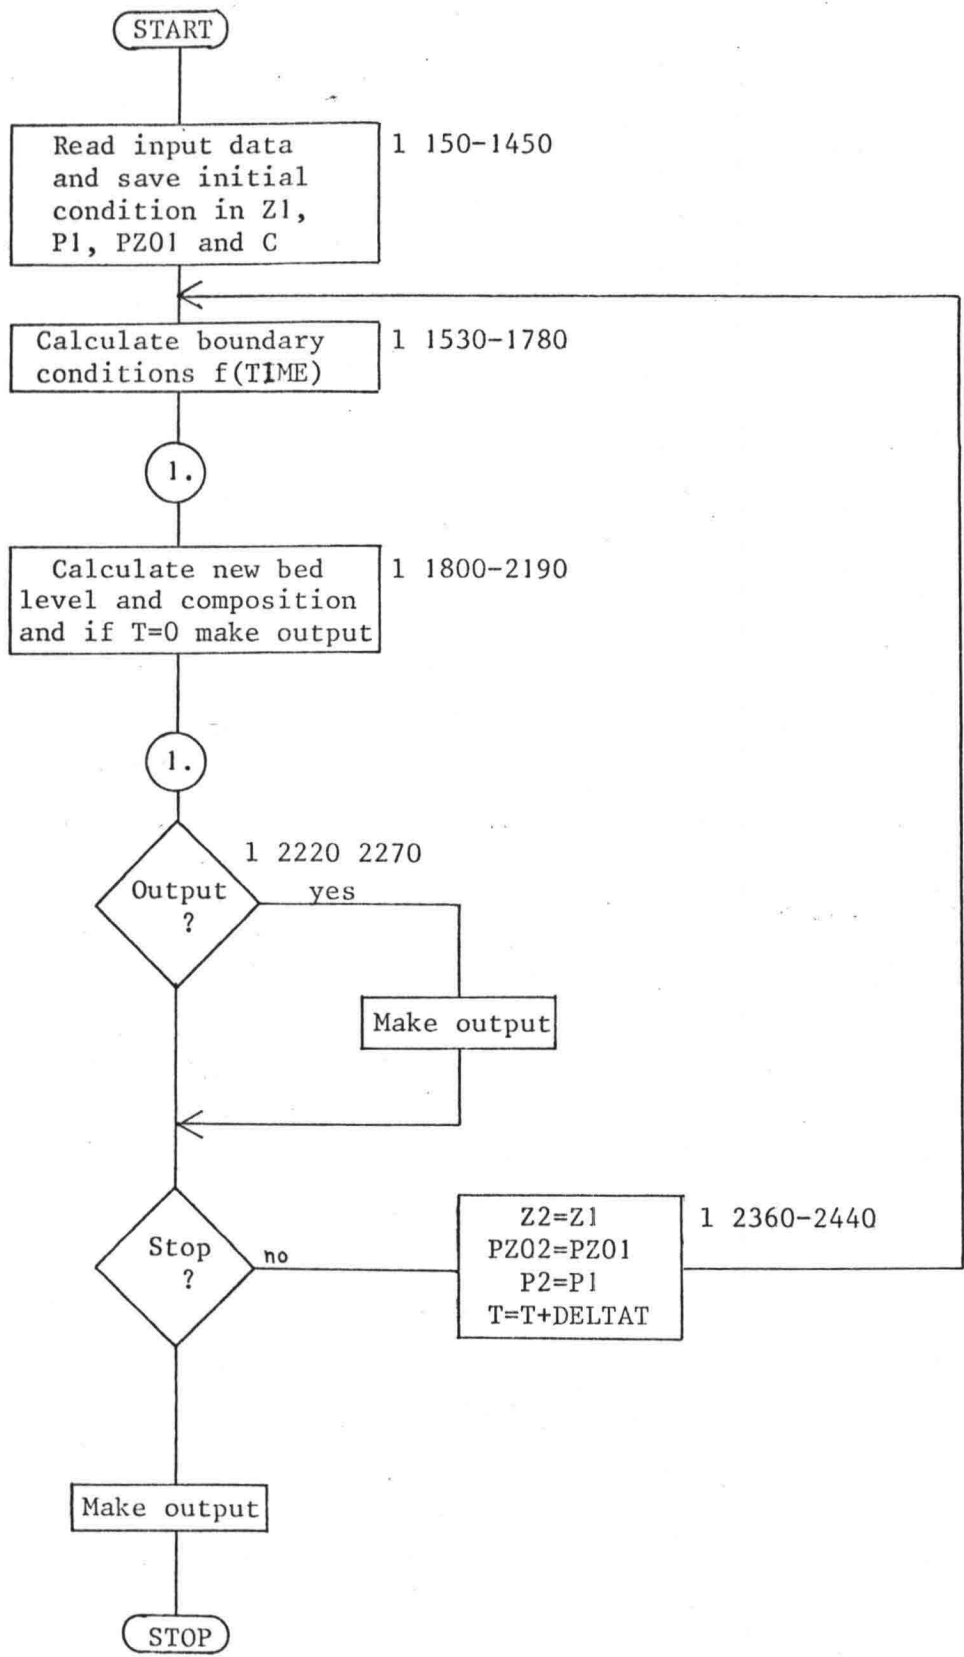 START
Read input data
and save initial
condition in Z1,
P1, PZO1 and C
1 150-1450
Calculate boundary
conditions f(TIME)
1 1530-1780
1.
Calculate new bed
level and composition
and if T=0 make output
1 1800-2190
1.
Output
?
1 2220 2270
yes
Make output
Stop
?
no
Z2=Z1
PZO2=PZO1
P2=P1
T=T+DELTAT
1 2360-2440
Make output
STOP